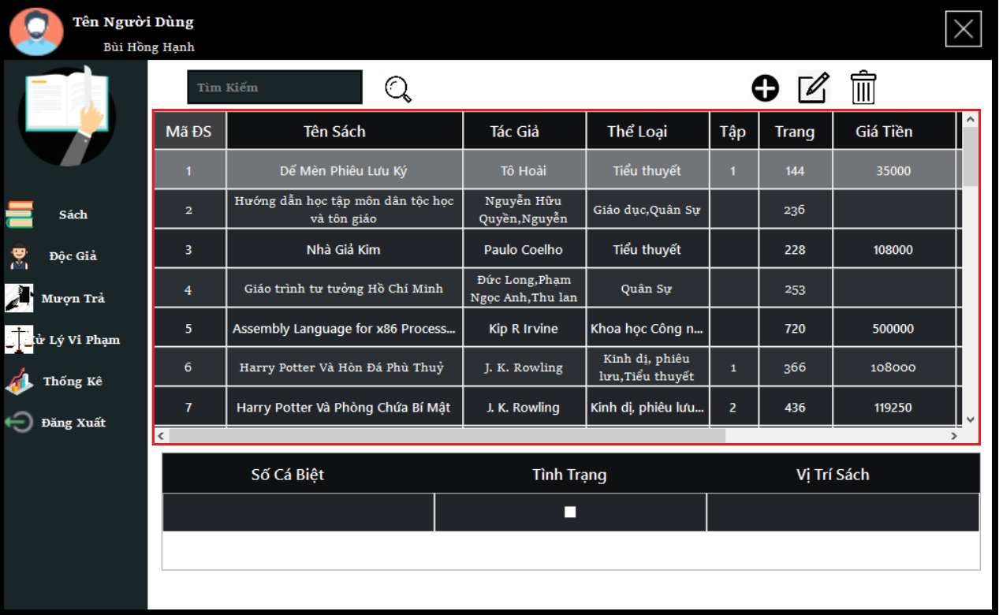 Tên Người Dùng
Bùi Hồng Hạnh
Tìm Kiếm
Sách
Độc Giả
Mượn Trả
ử Lý Vi Phạm
Thống Kê
Đăng Xuất
Mã ĐS Tên Sách Tác Giả Thể Loại Tập Trang Giá Tiền
1 Dế Mèn Phiêu Lưu Ký Tô Hoài Tiểu thuyết 1 144 35000
2 Hướng dẫn học tập môn dân tộc học và tôn giáo Nguyễn Hữu Quyền,Nguyễn Giáo dục,Quân Sự 236
3 Nhà Giả Kim Paulo Coelho Tiểu thuyết 228 108000
4 Giáo trình tư tưởng Hồ Chí Minh Đức Long,Phạm Ngọc Anh,Thu lan Quân Sự 253
5 Assembly Language for x86 Process... Kip R Irvine Khoa học Công n... 720 500000
6 Harry Potter Và Hòn Đá Phù Thuỷ J. K. Rowling Kinh dị, phiêu lưu,Tiểu thuyết 1 366 108000
7 Harry Potter Và Phòng Chứa Bí Mật J. K. Rowling Kinh dị, phiêu lưu... 2 436 119250
Số Cá Biệt Tình Trạng Vị Trí Sách